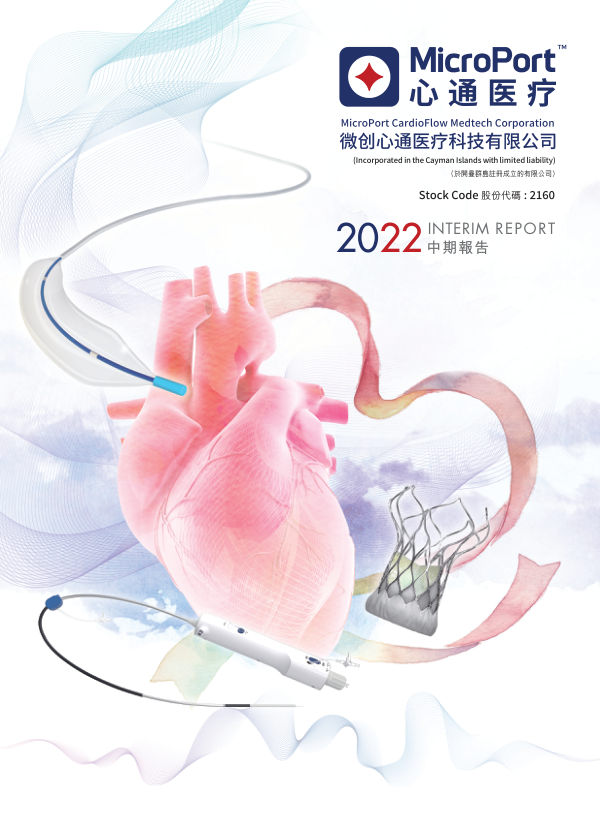 MicroPort™
心通医疗
MicroPort CardioFlow Medtech Corporation
微创心通医疗科技有限公司
(Incorporated in the Cayman Islands with limited liability)
(於開曼群島註冊成立的有限公司)
Stock Code 股份代碼 : 2160
2022 INTERIM REPORT
中期報告